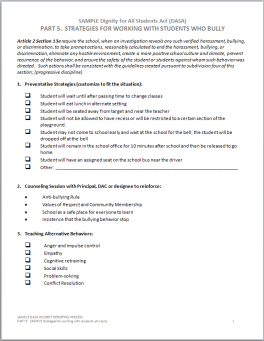 SAMPLE Dignity for All Students Act (DASA)
PART 5. STRATEGIES FOR WORKING WITH STUDENTS WHO BULLY
Article 2 Section 13e require the school, when an investigation reveals any such verified harassment, bullying,
or discrimination, to take prompt actions, reasonably calculated to end the harassment, bullying, or
discrimination, eliminate any hostile environment, create a more positive school culture and climate, prevent
recurrence of the behavior, and ensure the safety of the student or students against whom such behavior was
directed. Such actions shall be consistent with the guidelines created pursuant to subdivision four of this
section; (progressive discipline)
1. Preventative Strategies (customize to fit the situation):
Student will wait until after passing time to change classes
Student will eat lunch in alternate setting
Student will be seated away from target and near the teacher
Student will not be allowed to have recess or will be restricted to a certain section of the
playground.
Student may not come to school early and wait at the school for the bell; the student will be
dropped off at the bell
Student will remain in the school office for 10 minutes after school and then be released to go
home
Student will have an assigned seat on the school bus near the driver
Other:
2. Counseling Session with Principal, DAC or designee to reinforce:
• Anti-bullying Rule
• Values of Respect and Community Membership
• School as a safe place for everyone to learn
• Insistence that the bullying behavior stop
3. Teaching Alternative Behaviors:
Anger and impulse control
Empathy
Cognitive retraining
Social Skills
Problem-solving
Conflict Resolution
SAMPLE DASA INCIDENT REPORTING PROCESS
PART 5. SAMPLE Strategies for working with students who bully
1